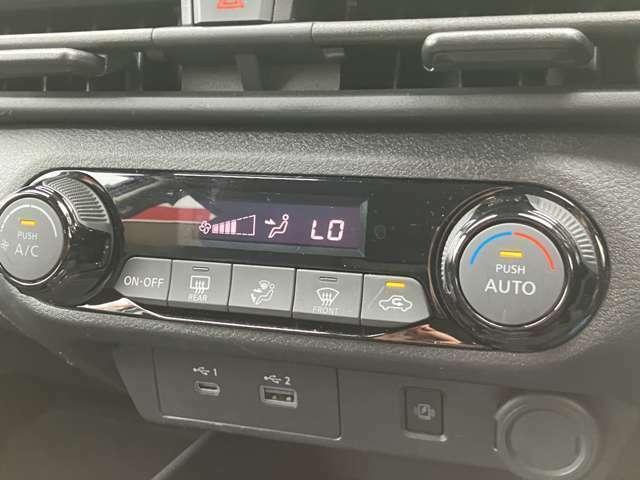 LO
PUSH
A/C
PUSH
AUTO
ON·OFF
REAR
FRONT
1
2